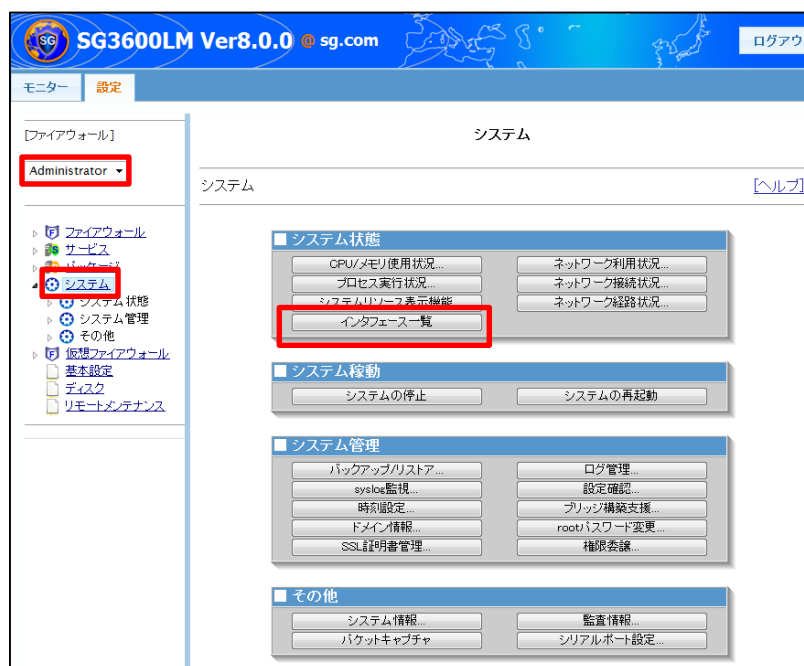 SG
SG3600LM Ver8.0.0 @ sg.com
ログアウ
モニター 設定
[ファイアウォール]
Administrator
ファイアウォール
サービス
パッケージ
システム
システム状態
システム管理
その他
仮想ファイアウォール
基本設定
ディスク
リモートメンテナンス
システム
システム [ヘルプ]
システム状態
CPU/メモリ使用状況... ネットワーク利用状況...
プロセス実行状況... ネットワーク接続状況...
システムリソース表示機能 ネットワーク経路状況...
インタフェース一覧
システム稼動
システムの停止 システムの再起動
システム管理
バックアップ/リストア... ログ管理...
syslog監視... 設定確認...
時刻設定... ブリッジ構築支援...
ドメイン情報... rootパスワード変更...
SSL証明書管理... 権限委譲...
その他
システム情報... 監査情報...
パケットキャプチャ シリアルポート設定...